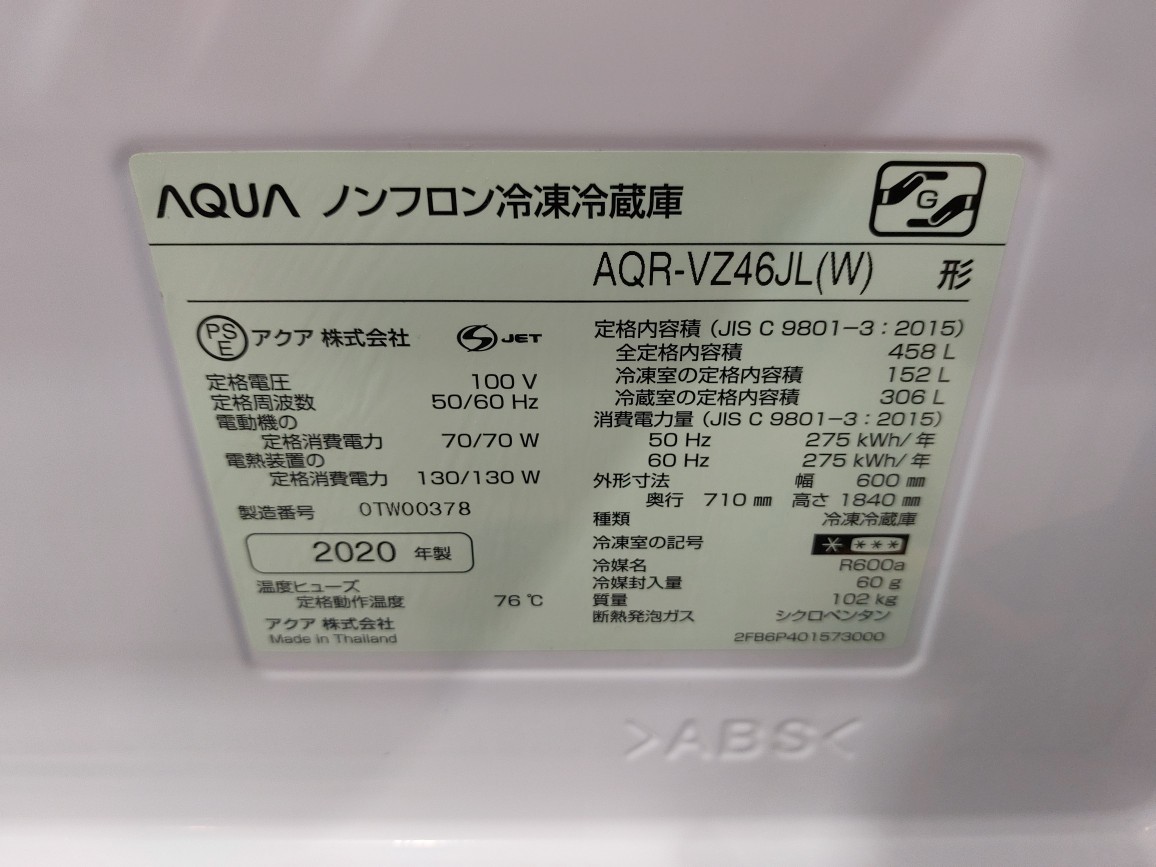 AQUA ノンフロン冷凍冷蔵庫
G
AQR-VZ46JL(W) 形
PSE アクア 株式会社 S JET
定格電圧 100 V
定格周波数 50/60 Hz
電動機の
定格消費電力 70/70 W
電熱装置の
定格消費電力 130/130 W
製造番号 0TW00378
2020 年製
温度ヒューズ
定格動作温度 76 ℃
アクア 株式会社
Made in Thailand
定格内容積 (JIS C 9801-3 : 2015)
全定格内容積 458 L
冷凍室の定格内容積 152 L
冷蔵室の定格内容積 306 L
消費電力量 (JIS C 9801-3 : 2015)
50 Hz 275 kWh/年
60 Hz 275 kWh/年
外形寸法 幅 600 ㎜
奥行 710 ㎜ 高さ 1840 ㎜
種類 冷凍冷蔵庫
冷凍室の記号 * ***
冷媒名 R600a
冷媒封入量 60 g
質量 102 kg
断熱発泡ガス シクロペンタン
2FB6P401573000
>ABS<